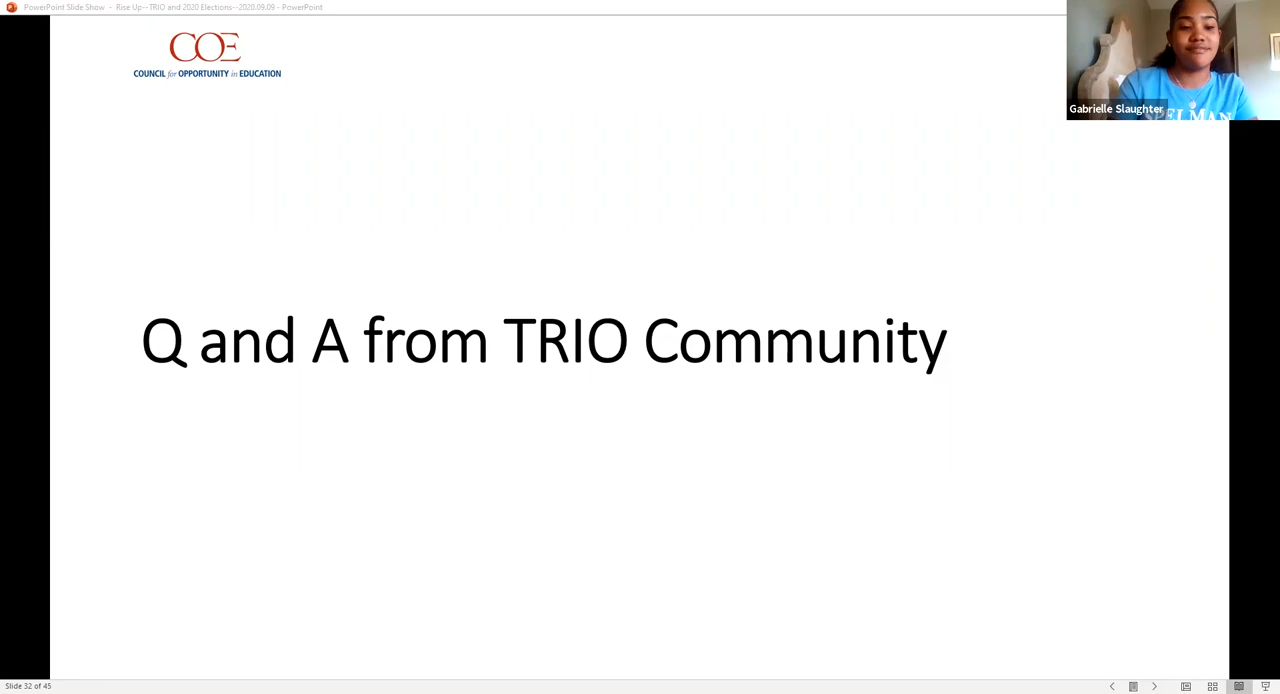 PowerPoint Slide Show - Rise Up--TRIO and 2020 Elections--2020.09.09 - PowerPoint
COE
COUNCIL for OPPORTUNITY in EDUCATION
Gabrielle Slaughter
SPELMAN
Q and A from TRIO Community
Slide 32 of 45